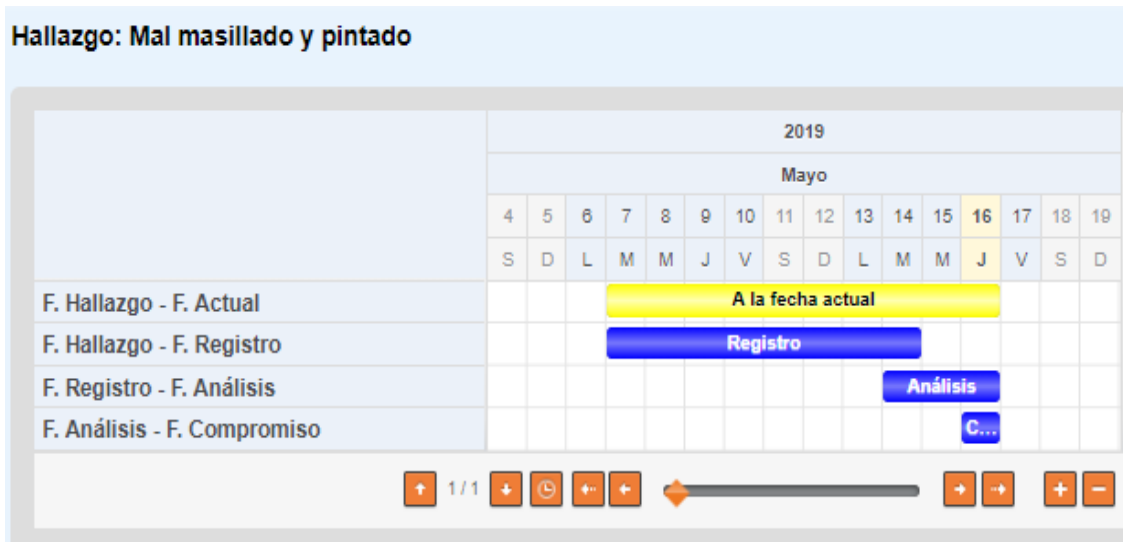 Hallazgo: Mal masillado y pintado
2019
Mayo
4 5 6 7 8 9 10 11 12 13 14 15 16 17 18 19
S D L M M J V S D L M M J V S D
F. Hallazgo - F. Actual A la fecha actual
F. Hallazgo - F. Registro Registro
F. Registro - F. Análisis Análisis
F. Análisis - F. Compromiso C...
1 / 1